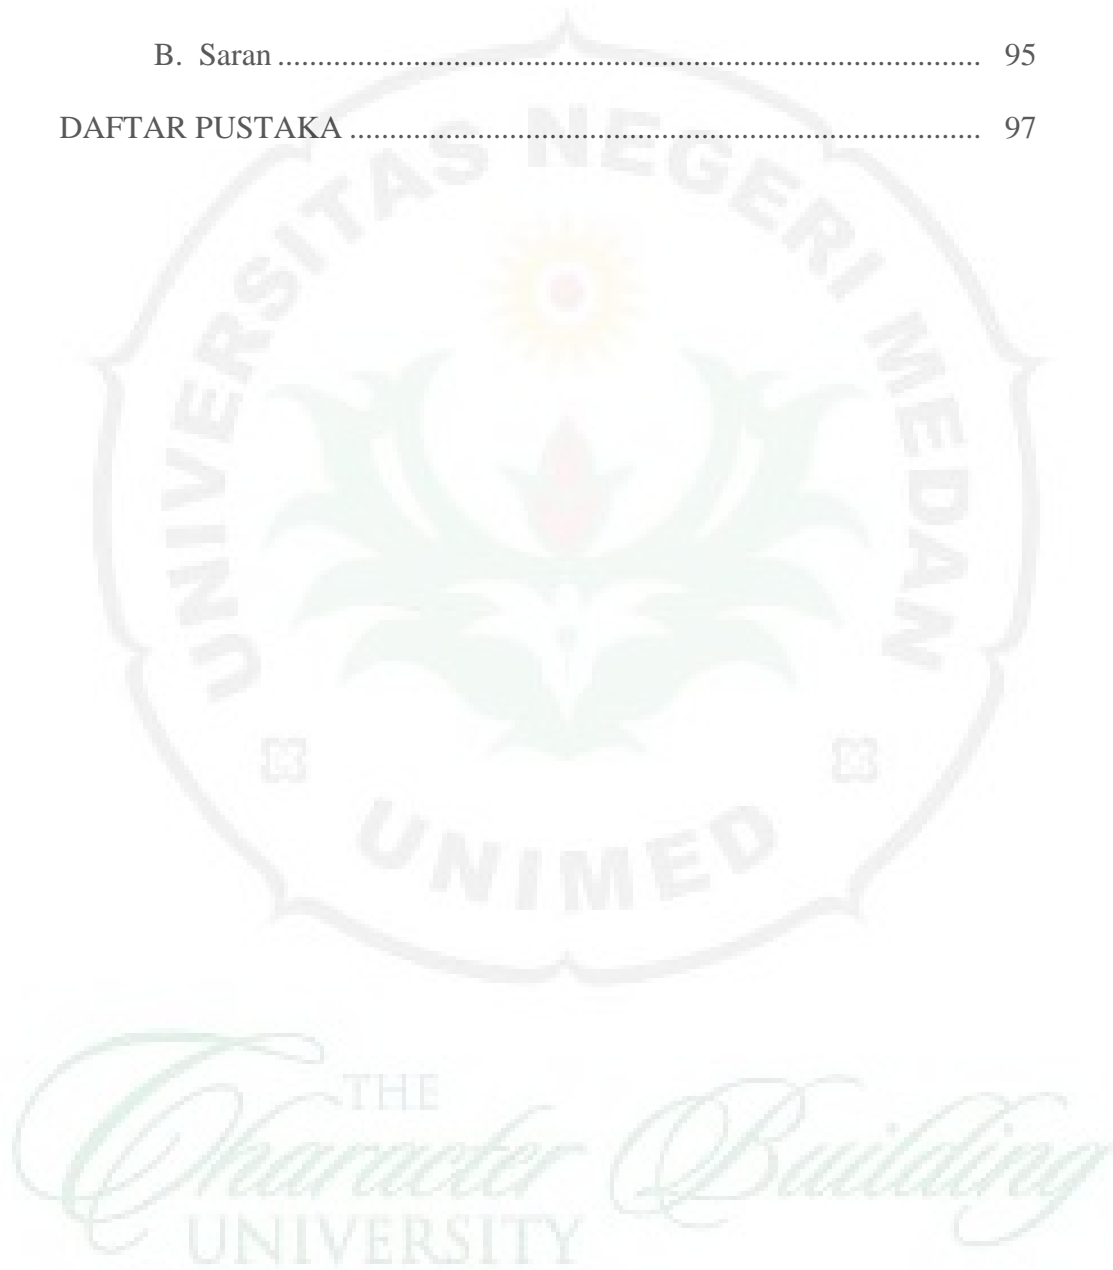 B. Saran ........................................................................................ 95
DAFTAR PUSTAKA ............................................................................... 97
UNIVERSITAS NEGERI MEDAN
UNIMED
THE
Character Building
UNIVERSITY